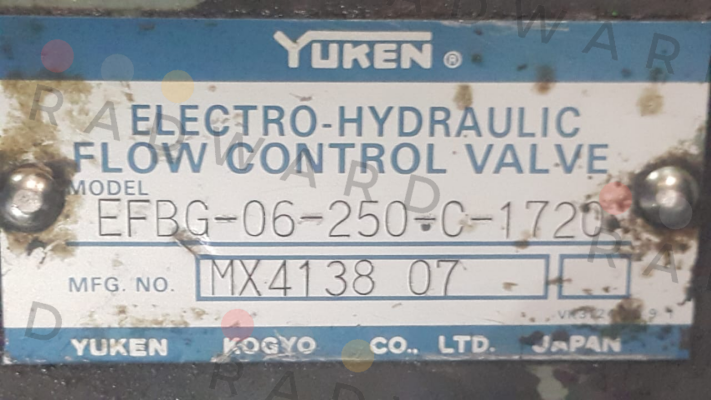 YUKEN ®
ELECTRO-HYDRAULIC
FLOW CONTROL VALVE
MODEL
EFBG-06-250-C-1720
MFG. NO. MX4138 07
YUKEN KOGYO CO., LTD. JAPAN